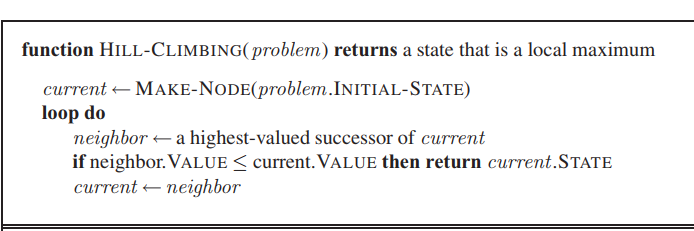 function HILL-CLIMBING(problem) returns a state that is a local maximum
current ← MAKE-NODE(problem.INITIAL-STATE)
loop do
neighbor ← a highest-valued successor of current
if neighbor.VALUE ≤ current.VALUE then return current.STATE
current ← neighbor